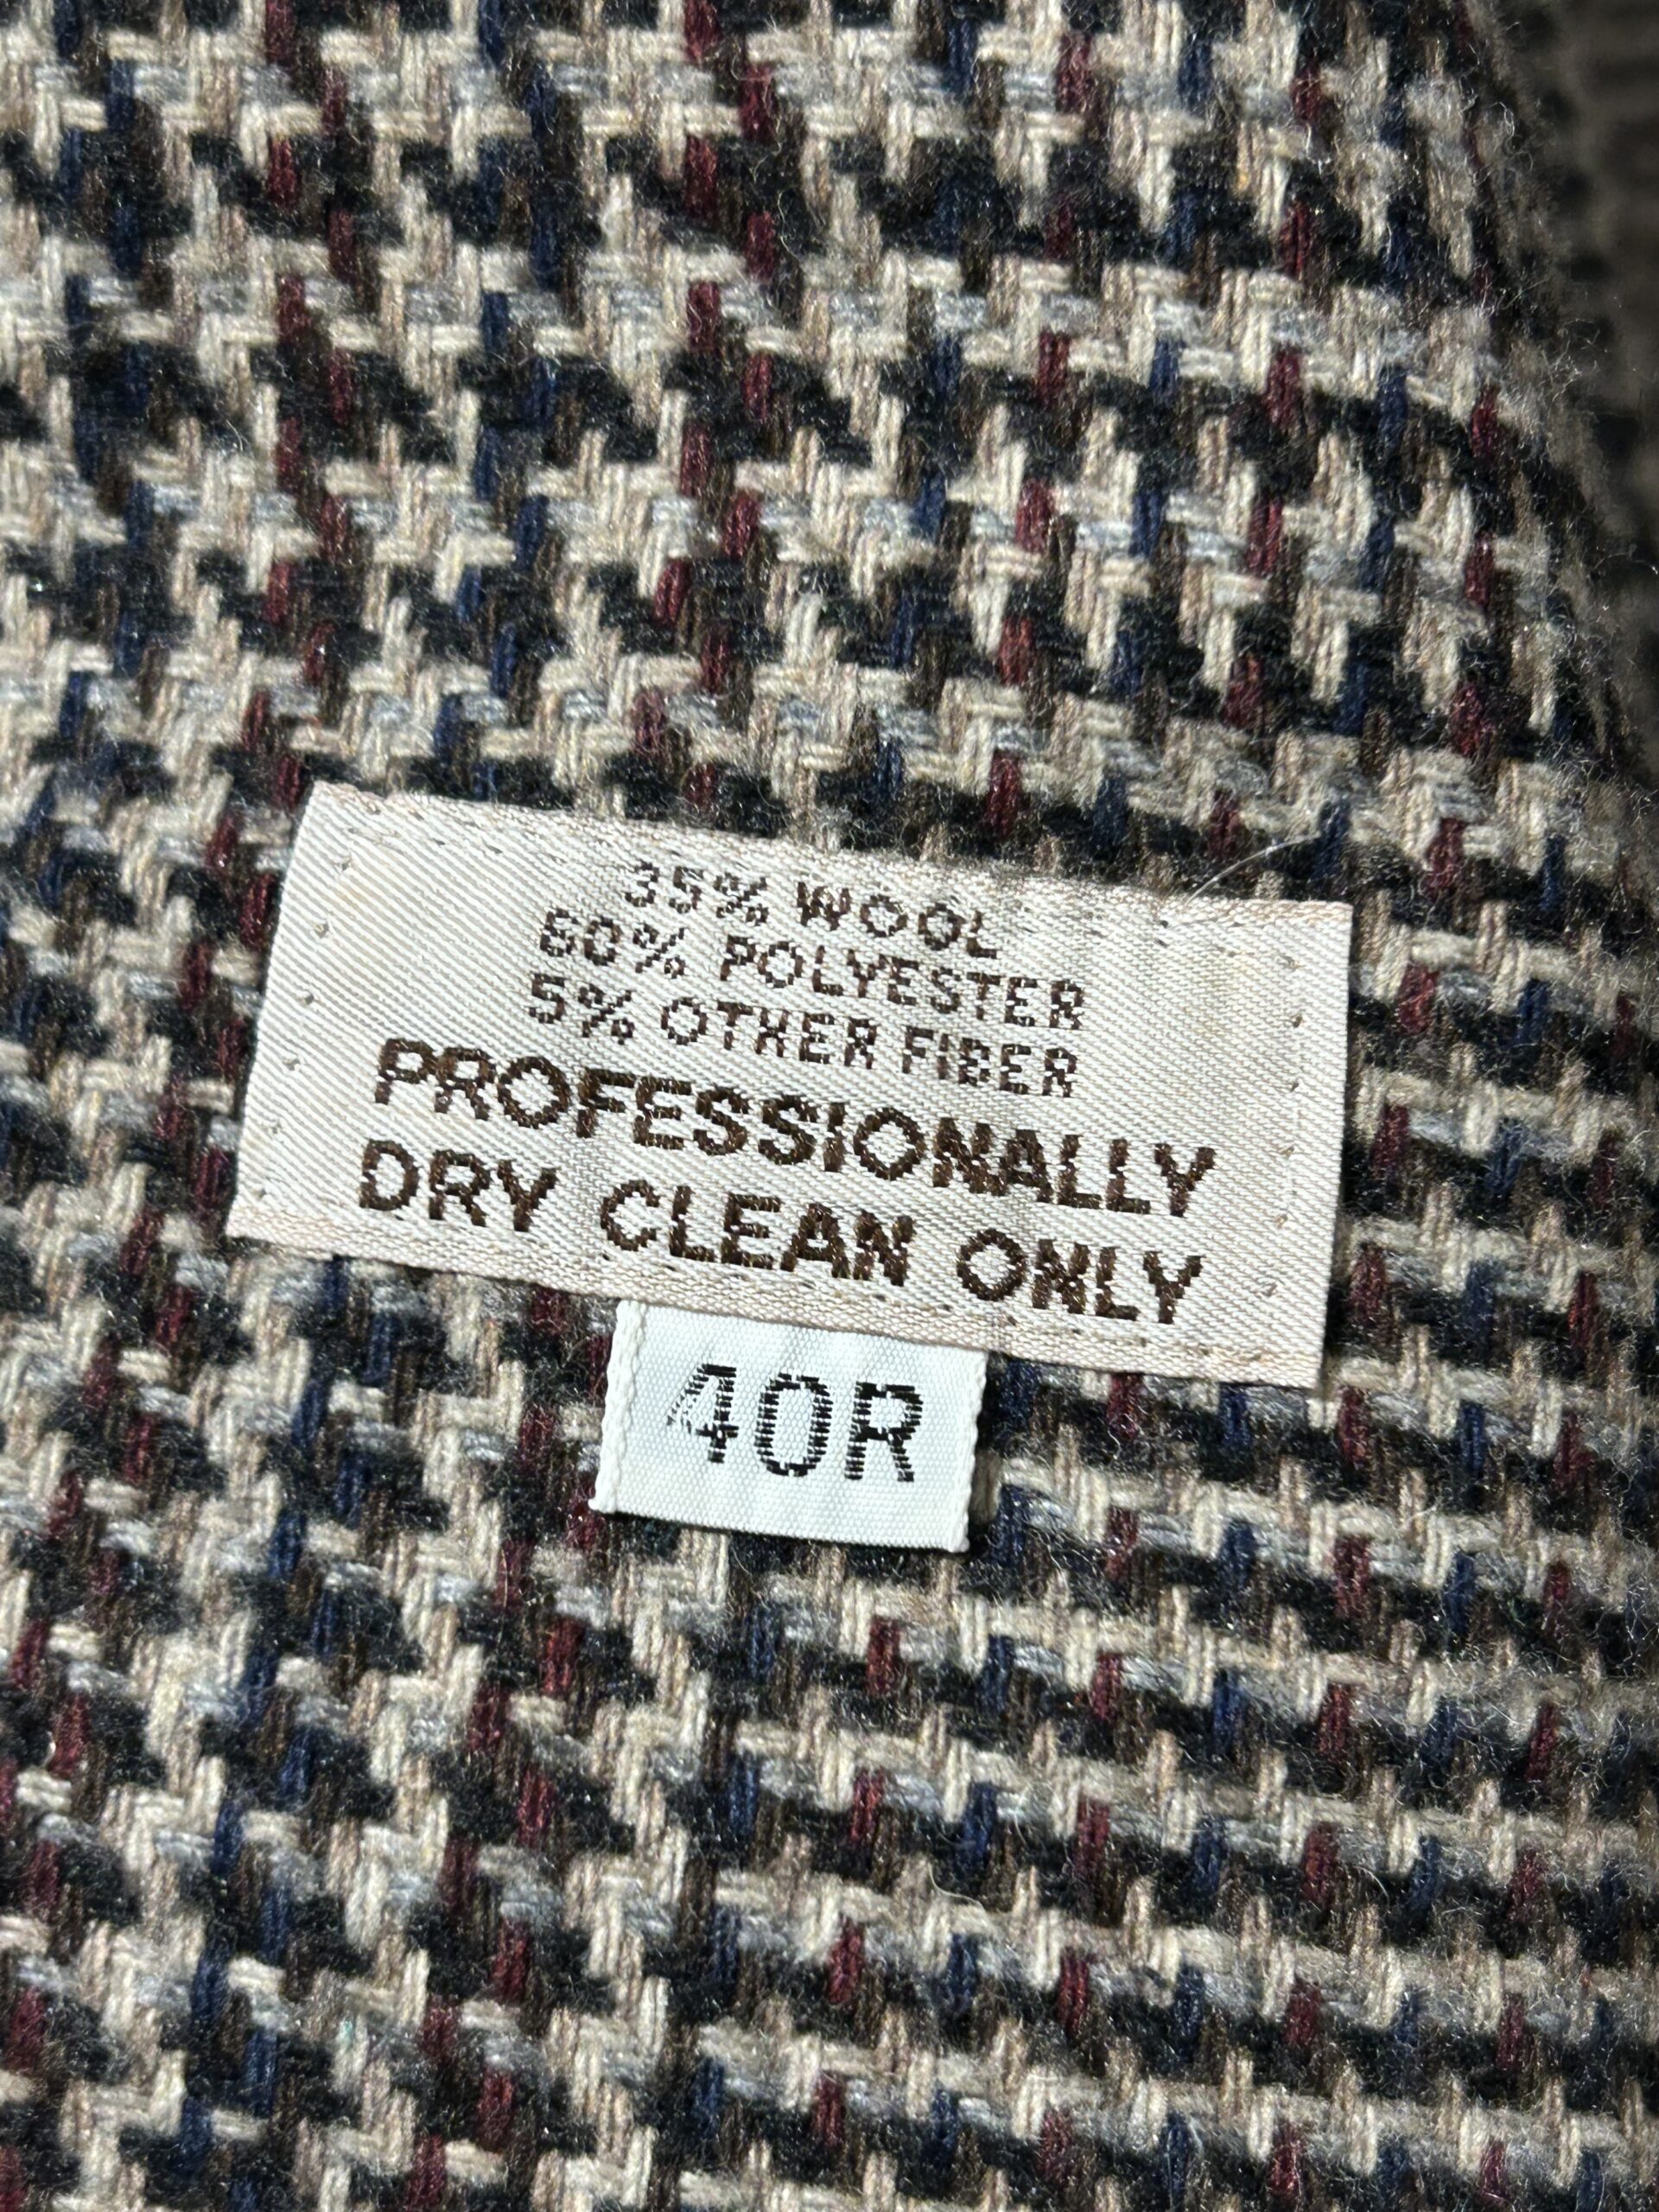 35% WOOL
60% POLYESTER
5% OTHER FIBER
PROFESSIONALLY
DRY CLEAN ONLY
40R